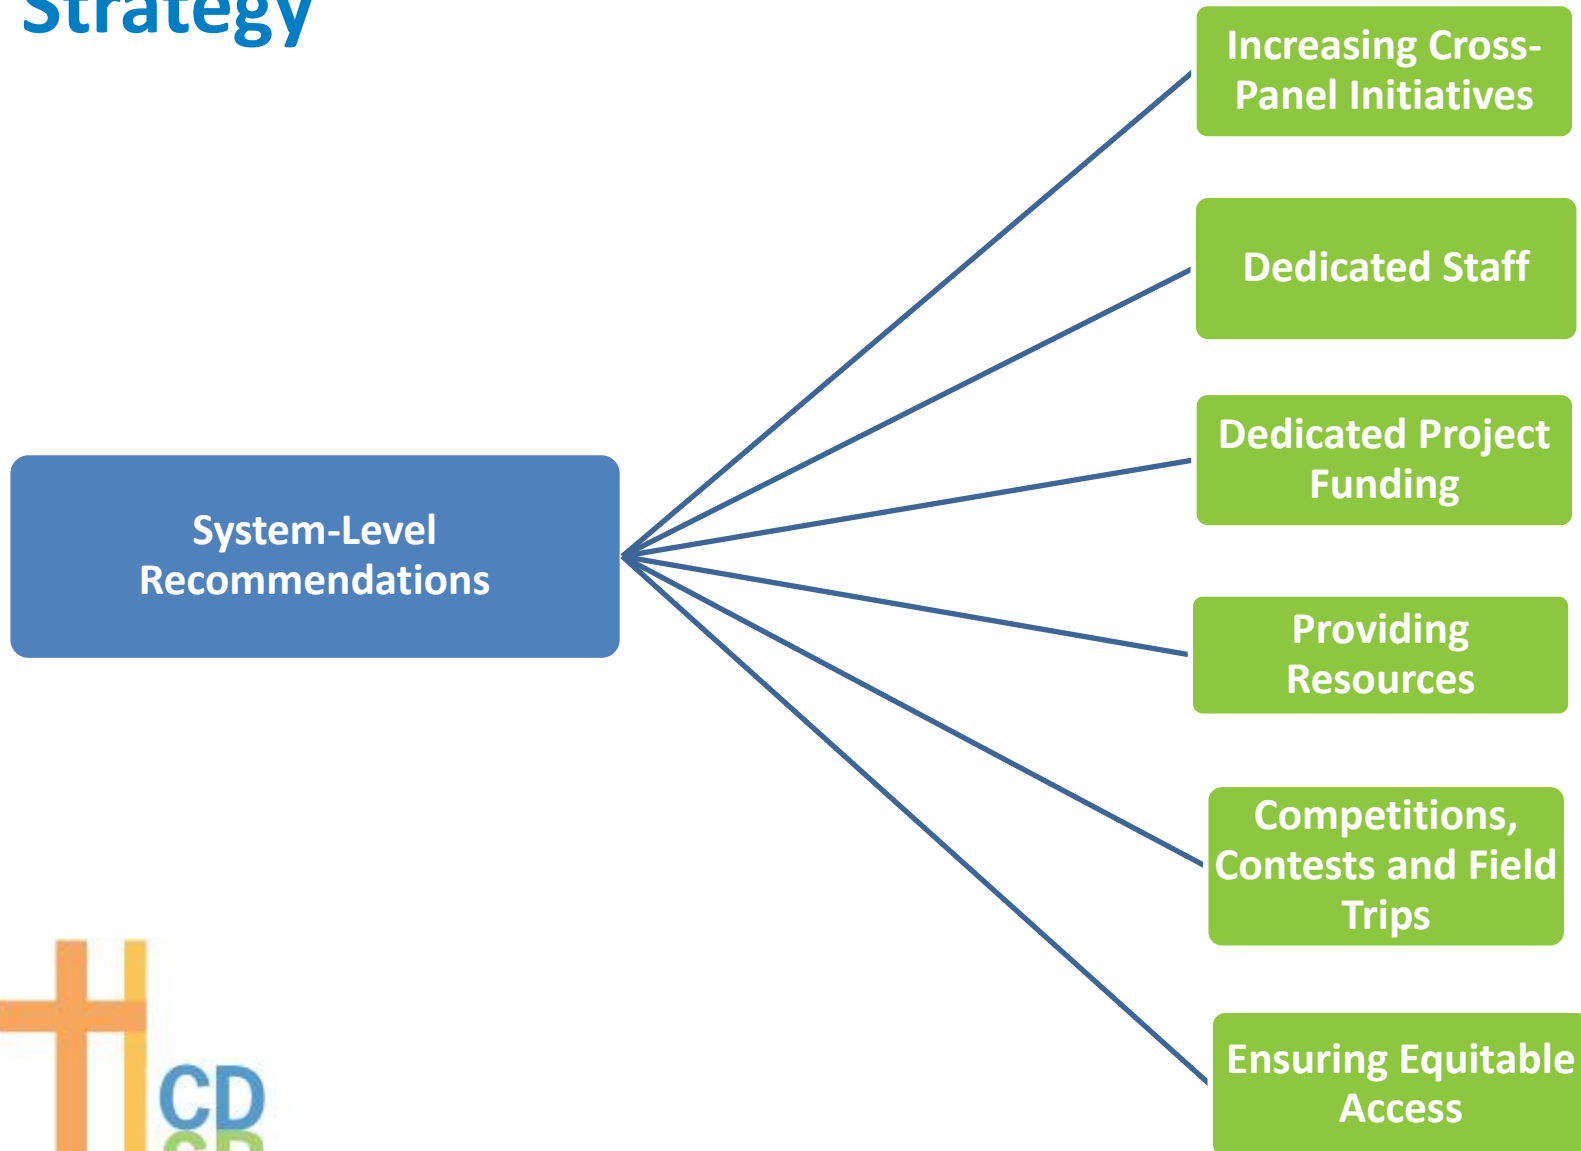 Strategy
Increasing Cross-
Panel Initiatives
Dedicated Staff
Dedicated Project
Funding
System-Level
Recommendations
Providing
Resources
Competitions,
Contests and Field
Trips
Ensuring Equitable
Access
CD